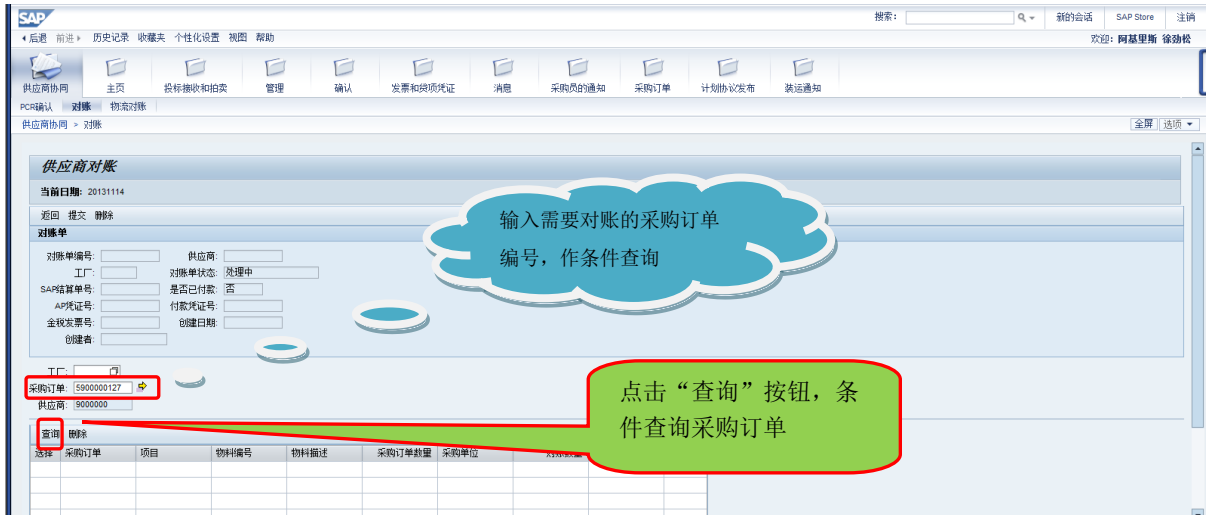 SAP 搜索: 新的会话 SAP Store 注销
后退 前进 历史记录 收藏夹 个性化设置 视图 帮助 欢迎: 阿基里斯 徐劲松
供应商协同 主页 投标接收和拍卖 管理 确认 发票和贷项凭证 消息 采购员的通知 采购订单 计划协议发布 装运通知
PCR确认 对账 物流对账
供应商协同 > 对账 全屏 选项
供应商对账
当前日期: 20131114
返回 提交 删除
对账单
对账单编号: 供应商:
工厂: 对账单状态: 处理中
SAP结算单号: 是否已付款: 否
AP凭证号: 付款凭证号:
金税发票号: 创建日期:
创建者:
输入需要对账的采购订单
编号，作条件查询
工厂:
采购订单: 5900000127
供应商: 9000000
点击“查询”按钮，条
件查询采购订单
查询 删除
选择 采购订单 项目 物料编号 物料描述 采购订单数量 采购单位